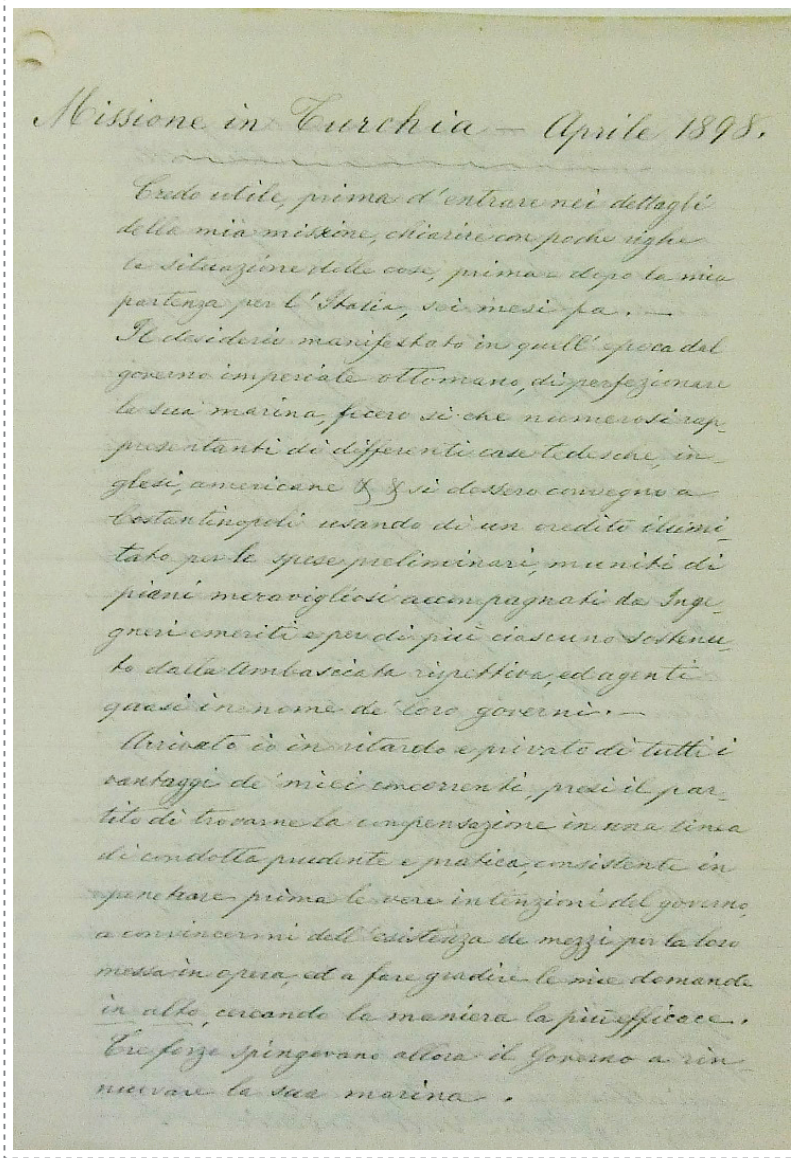 Missione in Turchia — Aprile 1898.
Credo utile, prima d'entrare nei dettagli
della mia missione, chiarire con poche righe
la situazione delle cose, prima e dopo la mia
partenza per l'Italia, sei mesi fa. —
Il desiderio manifestato in quell'epoca dal
governo imperiale ottomano, di perfezionare
la sua marina, fecero si che numerosi rap-
presentanti di differenti case tedesche, in-
glesi, americane & & si dessero convegno a
Costantinopoli usando di un credito illimi-
tato per le spese preliminari, muniti di
piani meravigliosi accompagnati da Inge-
gneri emeriti e per di più ciascuno sostenu-
to dalla Ambasciata rispettiva, ed agenti
quasi in nome de' loro governi. —
Arrivato io in ritardo e privato di tutti i
vantaggi de' miei concorrenti, presi il par-
tito di trovarne la compensazione in una linea
di condotta prudente e pratica, consistente in
penetrare prima le vere intenzioni del governo,
a convincermi dell'esistenza de mezzi per la loro
messa in opera, ed a fare gradire le mie domande
in alto, cercando la maniera la più efficace.
Tre forze spingevano allora il Governo a rin-
nuovare la sua marina.